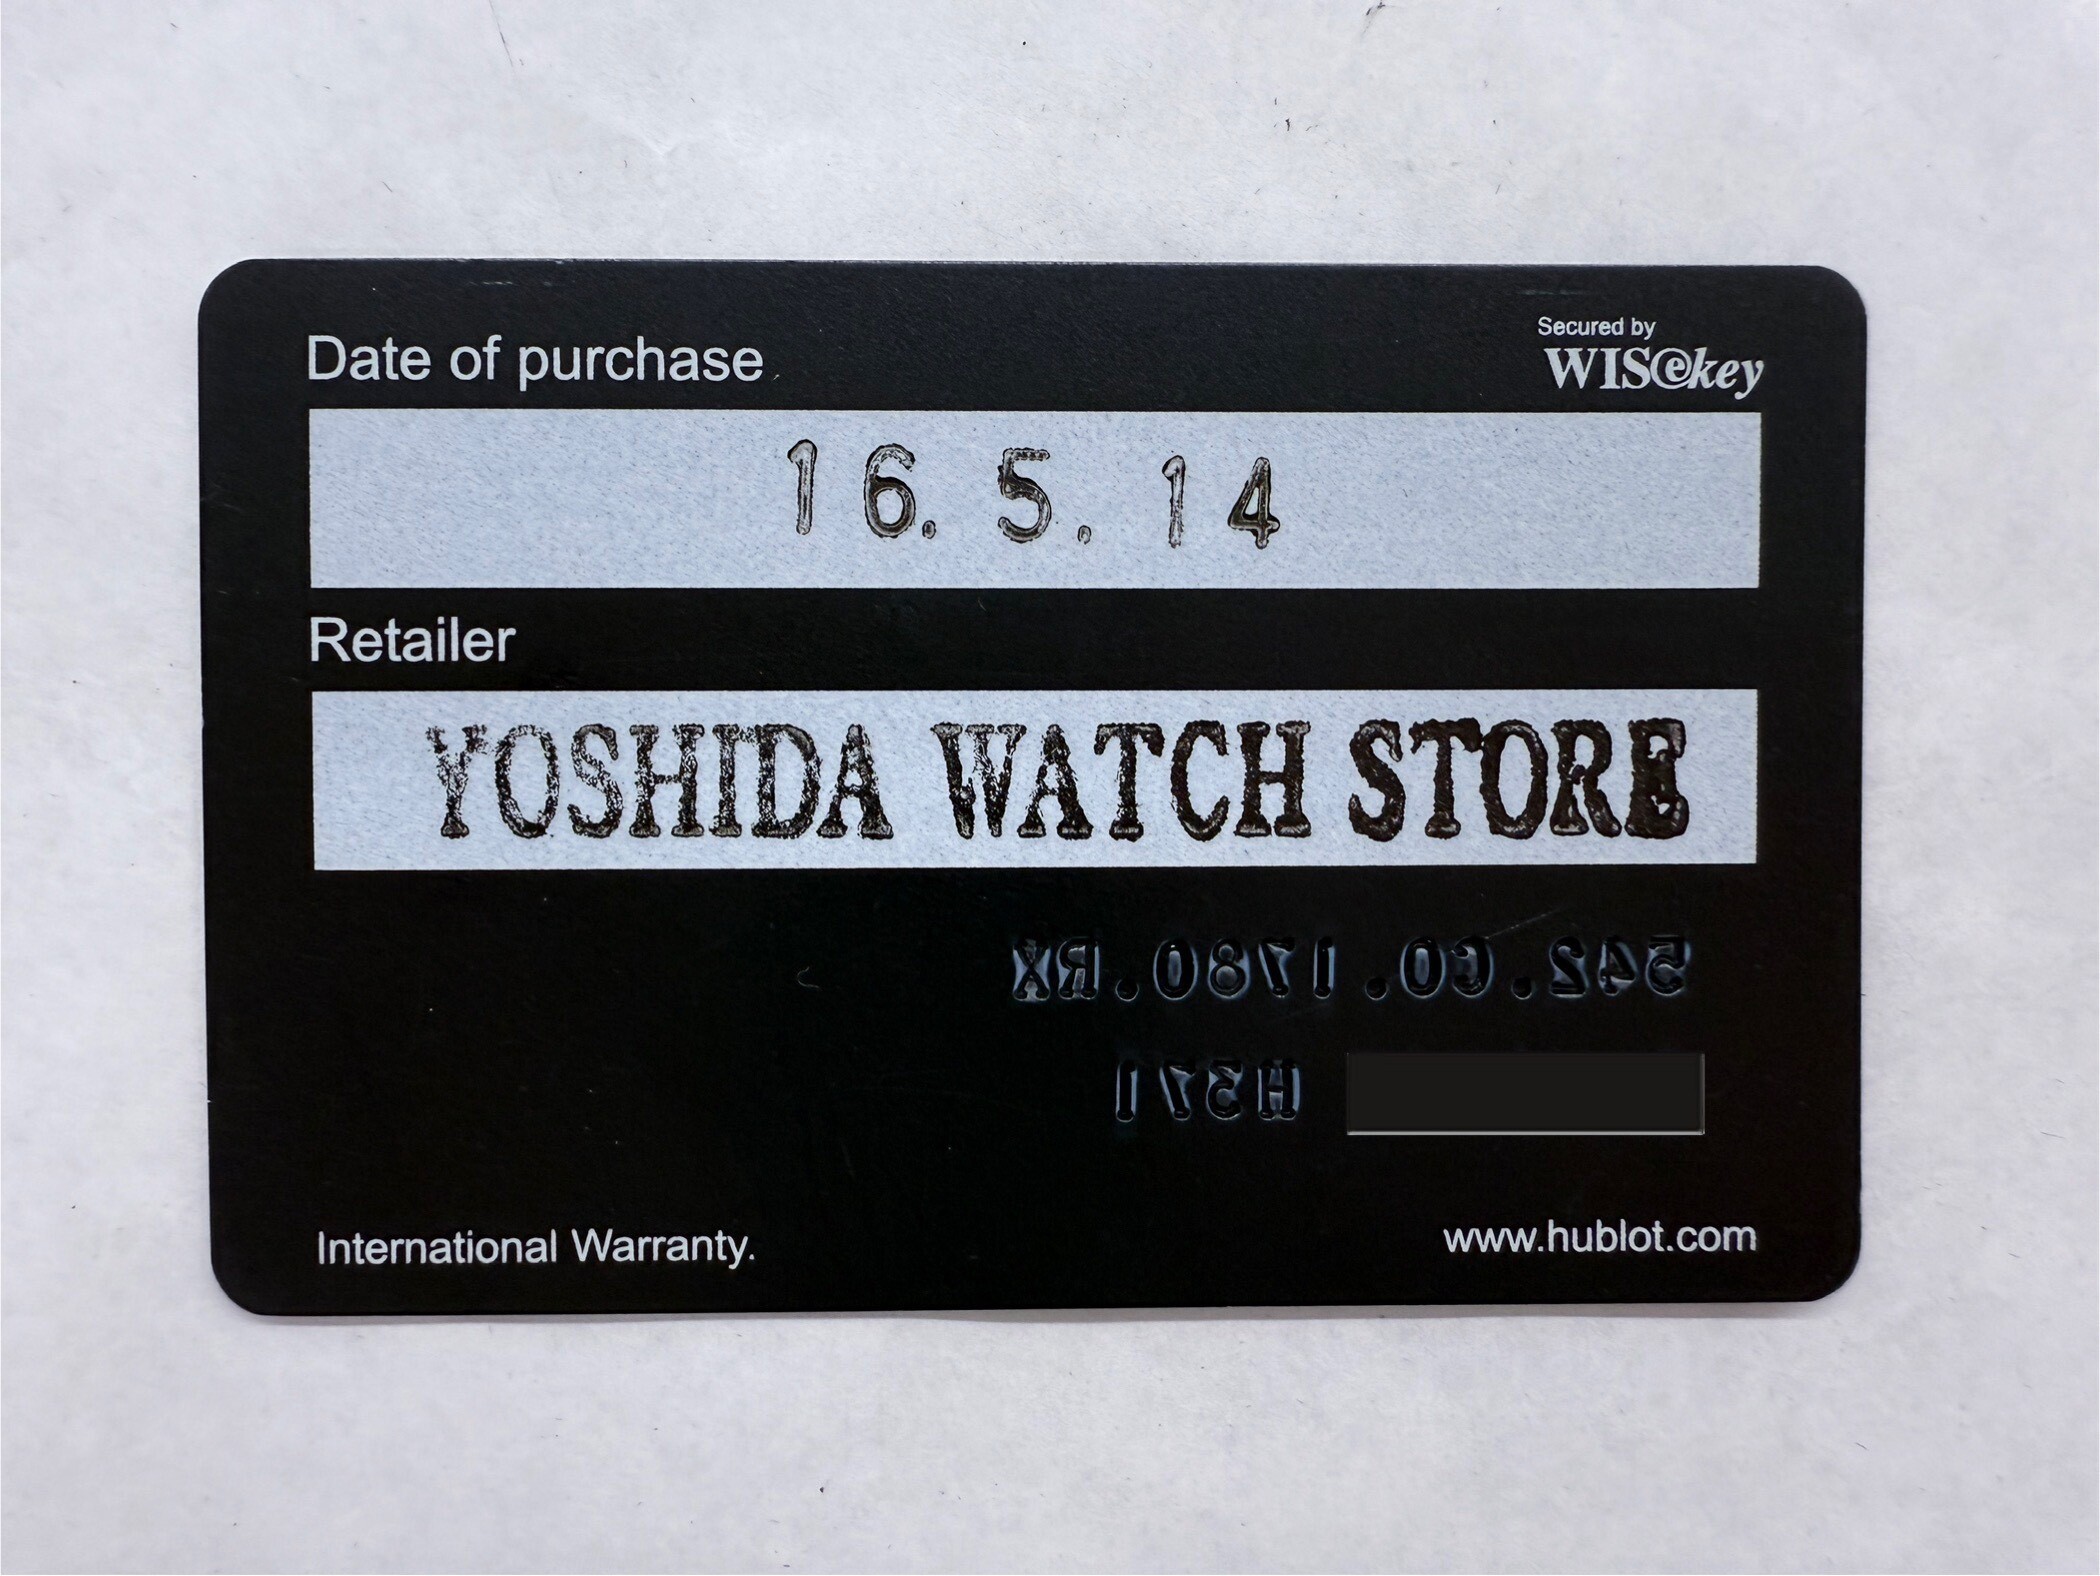 Date of purchase
Secured by
WISekey
16. 5. 14
Retailer
YOSHIDA WATCH STORE
542.CO.1780.RX
H371
International Warranty.
www.hublot.com